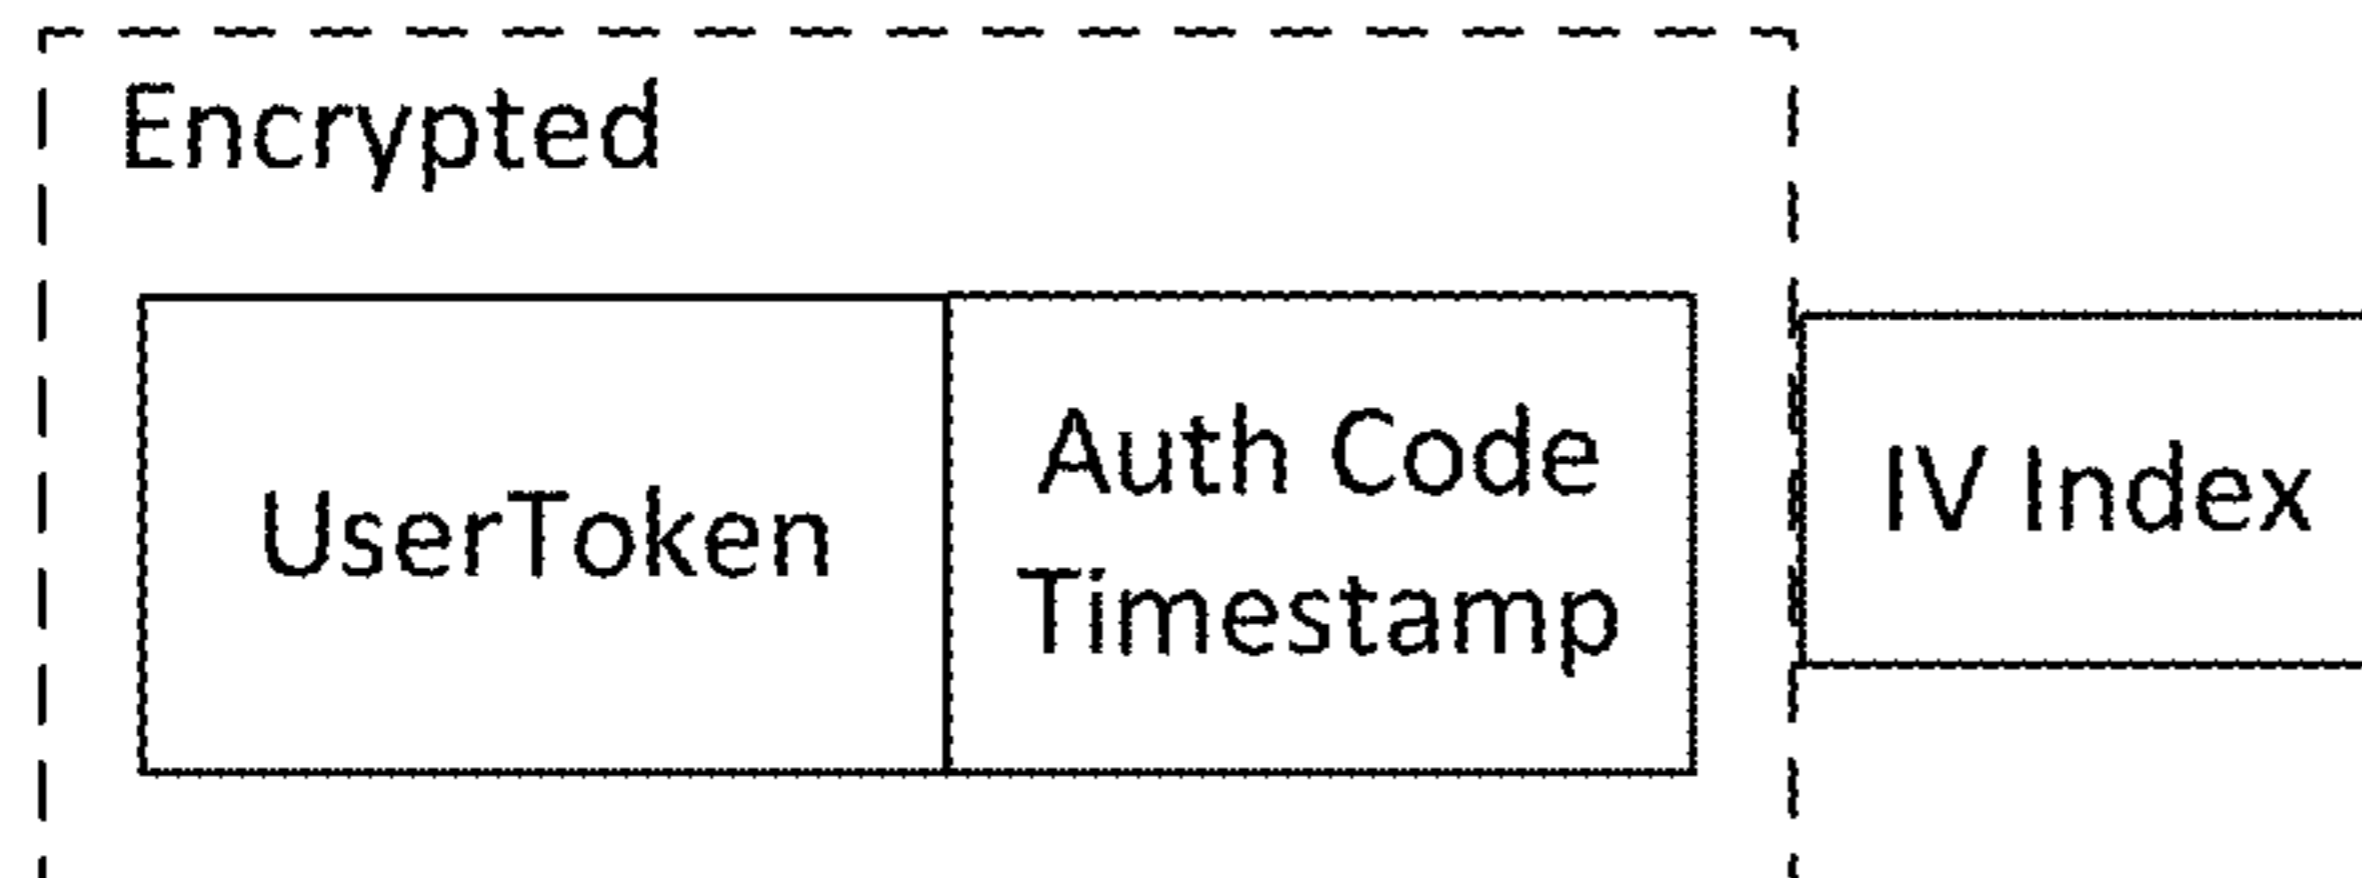 Encrypted
UserToken
Auth Code
Timestamp
IV Index